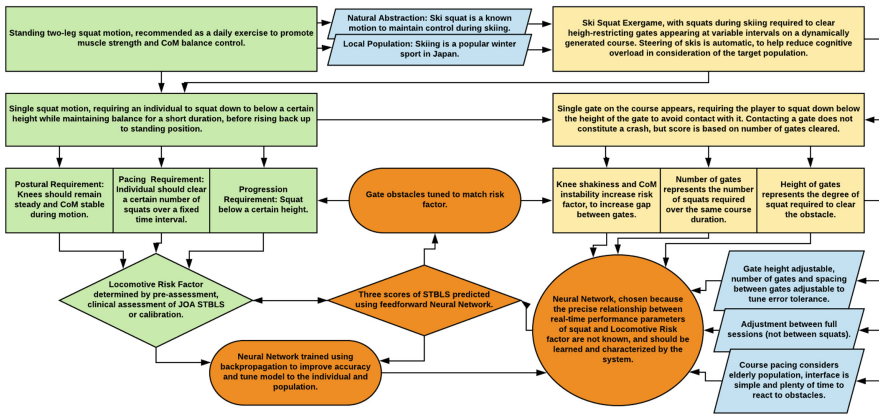 Standing two-leg squat motion, recommended as a daily exercise to promote
muscle strength and CoM balance control.
Natural Abstraction: Ski squat is a known
motion to maintain control during skiing.
Local Population: Skiing is a popular winter
sport in Japan.
Ski Squat Exergame, with squats during skiing required to clear
heigh-restricting gates appearing at variable intervals on a dynamically
generated course. Steering of skis is automatic, to help reduce cognitive
overload in consideration of the target population.
Single squat motion, requiring an individual to squat down to below a certain
height while maintaining balance for a short duration, before rising back up
to standing position.
Single gate on the course appears, requiring the player to squat down below
the height of the gate to avoid contact with it. Contacting a gate does not
constitute a crash, but score is based on number of gates cleared.
Postural Requirement:
Knees should remain
steady and CoM stable
during motion.
Pacing Requirement:
Individual should clear
a certain number of
squats over a fixed
time interval.
Progression
Requirement: Squat
below a certain height.
Gate obstacles tuned to match risk
factor.
Knee shakiness and CoM
instability increase risk
factor, to increase gap
between gates.
Number of gates
represents the number of
squats required
over the same course
duration.
Height of gates
represents the degree of
squat required to clear
the obstacle.
Locomotive Risk Factor
determined by pre-assessment,
clinical assessment of JOA STBLS
or calibration.
Three scores of STBLS predicted
using feedforward Neural Network.
Neural Network, chosen because
the precise relationship between
real-time performance parameters
of squat and Locomotive Risk
factor are not known, and should be
learned and characterized by the
system.
Gate height adjustable,
number of gates and spacing
between gates adjustable to
tune error tolerance.
Adjustment between full
sessions (not between squats).
Course pacing considers
elderly population, interface is
simple and plenty of time to
react to obstacles.
Neural Network trained using
backpropagation to improve accuracy
and tune model to the individual and
population.